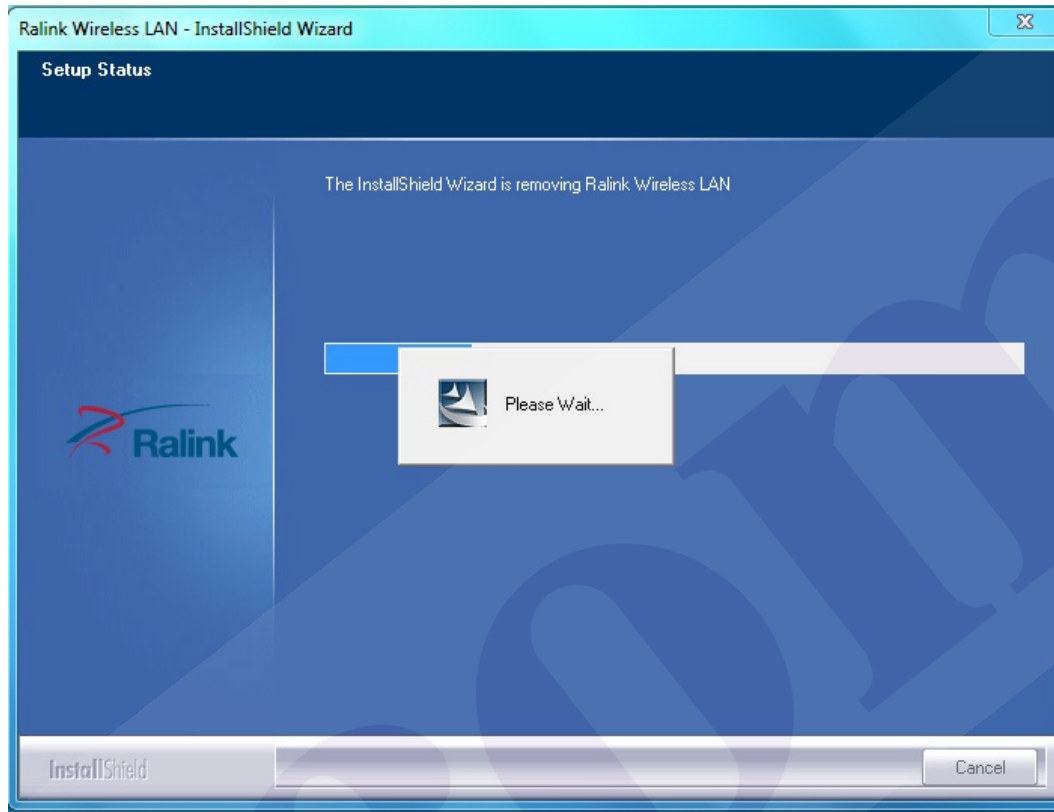 Ralink Wireless LAN - InstallShield Wizard
Setup Status
The InstallShield Wizard is removing Ralink Wireless LAN
Please Wait...
Ralink
InstallShield
Cancel